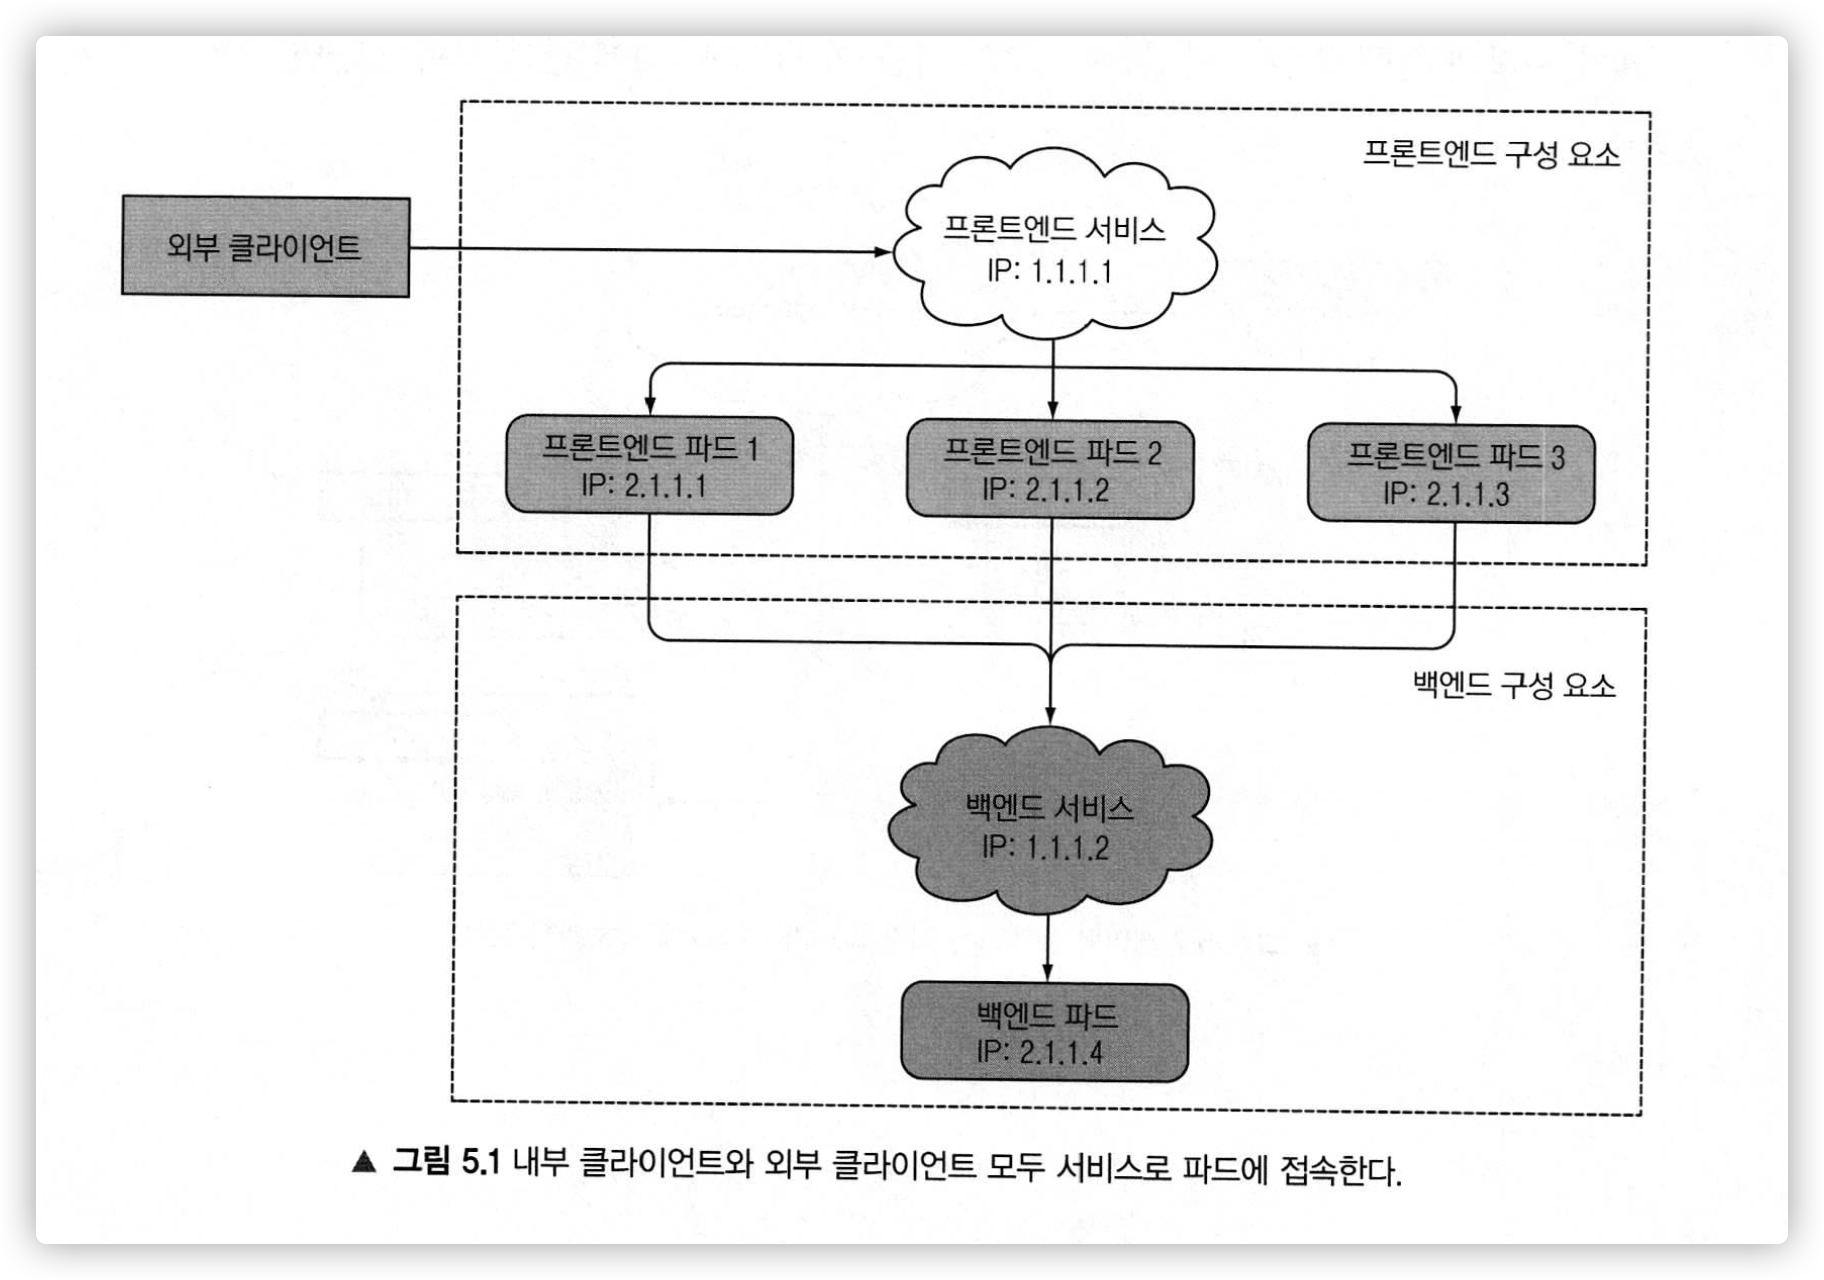 프론트엔드 구성 요소
외부 클라이언트
프론트엔드 서비스
IP: 1.1.1.1
프론트엔드 파드 1
IP: 2.1.1.1
프론트엔드 파드 2
IP: 2.1.1.2
프론트엔드 파드 3
IP: 2.1.1.3
백엔드 구성 요소
백엔드 서비스
IP: 1.1.1.2
백엔드 파드
IP: 2.1.1.4
▲ 그림 5.1 내부 클라이언트와 외부 클라이언트 모두 서비스로 파드에 접속한다.